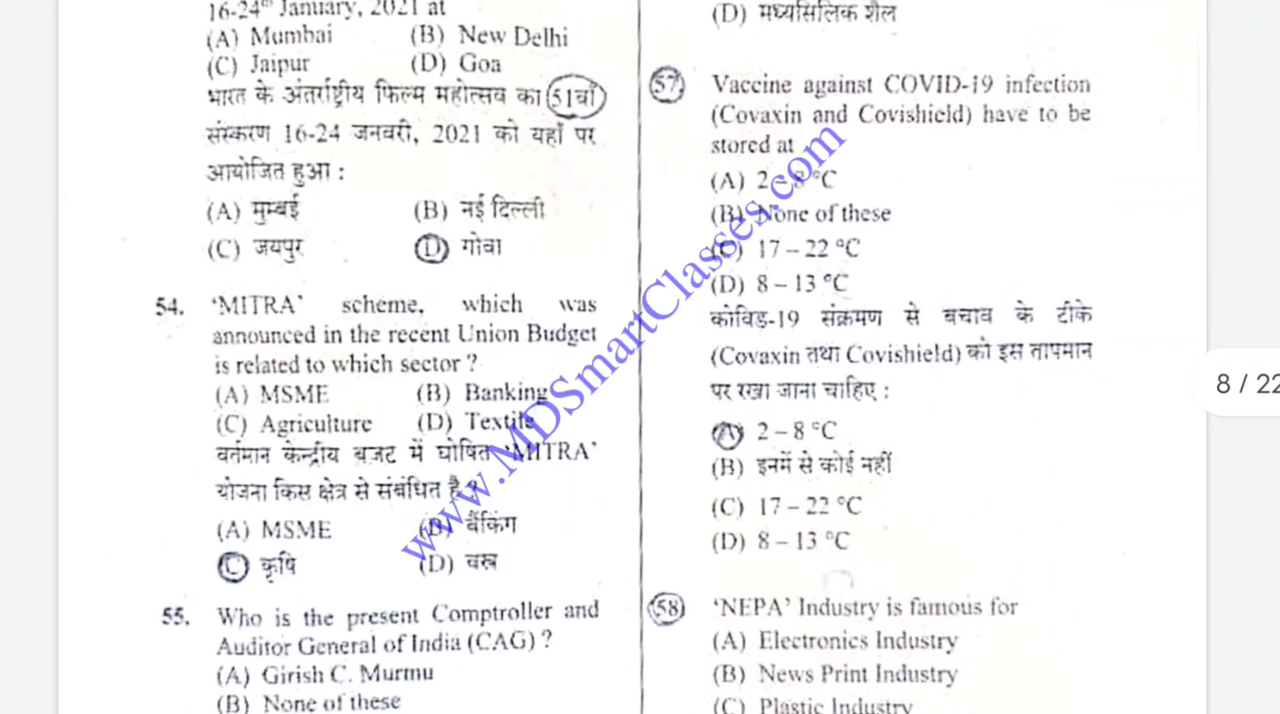 16-24th January, 2021 at
(A) Mumbai (B) New Delhi
(C) Jaipur (D) Goa
भारत के अंतर्राष्ट्रीय फिल्म महोत्सव का 51वाँ
संस्करण 16-24 जनवरी, 2021 को यहाँ पर
आयोजित हुआ :
(A) मुम्बई (B) नई दिल्ली
(C) जयपुर (D) गोवा
54. 'MITRA' scheme, which was
announced in the recent Union Budget
is related to which sector ?
(A) MSME (B) Banking
(C) Agriculture (D) Textile
वर्तमान केन्द्रीय बजट में घोषित 'MITRA'
योजना किस क्षेत्र से संबंधित है ?
(A) MSME (B) बैंकिंग
(C) कृषि (D) वस्त्र
55. Who is the present Comptroller and
Auditor General of India (CAG) ?
(A) Girish C. Murmu
(B) None of these
(D) मध्यसिलिक शैल
57. Vaccine against COVID-19 infection
(Covaxin and Covishield) have to be
stored at
(A) 2 – 8 °C
(B) None of these
(C) 17 – 22 °C
(D) 8 – 13 °C
कोविड-19 संक्रमण से बचाव के टीके
(Covaxin तथा Covishield) को इस तापमान
पर रखा जाना चाहिए :
(A) 2 – 8 °C
(B) इनमें से कोई नहीं
(C) 17 – 22 °C
(D) 8 – 13 °C
58. 'NEPA' Industry is famous for
(A) Electronics Industry
(B) News Print Industry
(C) Plastic Industry
www.MDSmartClasses.com
8 / 22